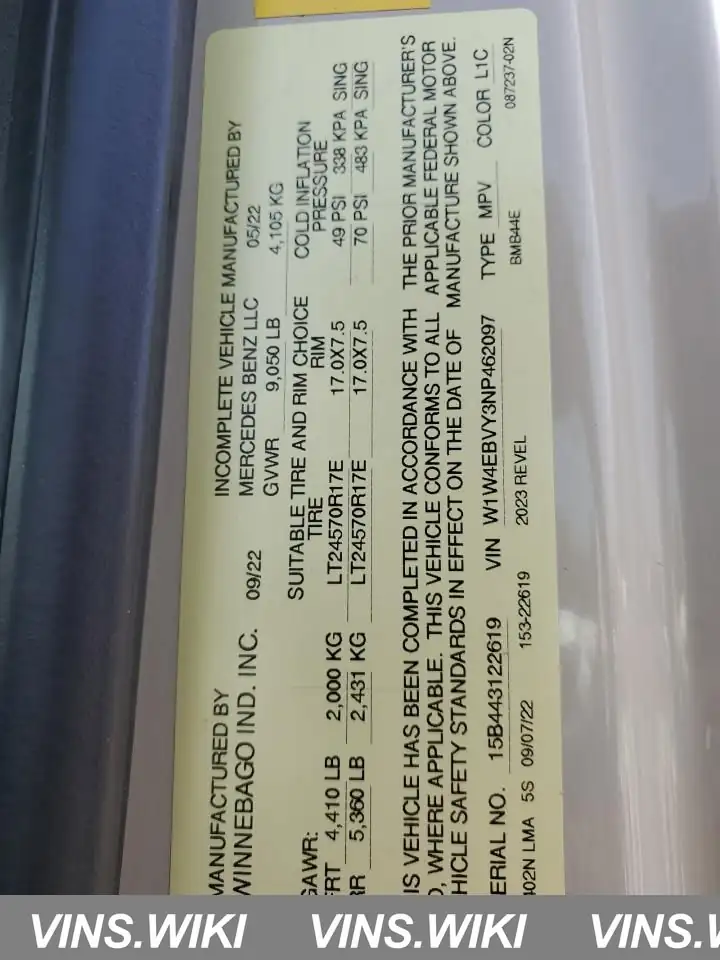 MANUFACTURED BY INCOMPLETE VEHICLE MANUFACTURED BY
WINNEBAGO IND. INC. 09/22 MERCEDES BENZ LLC 05/22
GVWR 9,050 LB 4,105 KG
SUITABLE TIRE AND RIM CHOICE COLD INFLATION
GAWR: TIRE RIM PRESSURE
FRT 4,410 LB 2,000 KG LT24570R17E 17.0X7.5 49 PSI 338 KPA SING
RR 5,360 LB 2,431 KG LT24570R17E 17.0X7.5 70 PSI 483 KPA SING
IS VEHICLE HAS BEEN COMPLETED IN ACCORDANCE WITH THE PRIOR MANUFACTURER'S
D, WHERE APPLICABLE. THIS VEHICLE CONFORMS TO ALL APPLICABLE FEDERAL MOTOR
HICLE SAFETY STANDARDS IN EFFECT ON THE DATE OF MANUFACTURE SHOWN ABOVE.
ERIAL NO. 15B443122619 VIN W1W4EBVY3NP462097 TYPE MPV COLOR L1C
402N LMA 5S 09/07/22 153-22619 2023 REVEL BMB44E 087237-02N
VINS.WIKI VINS.WIKI VINS.W